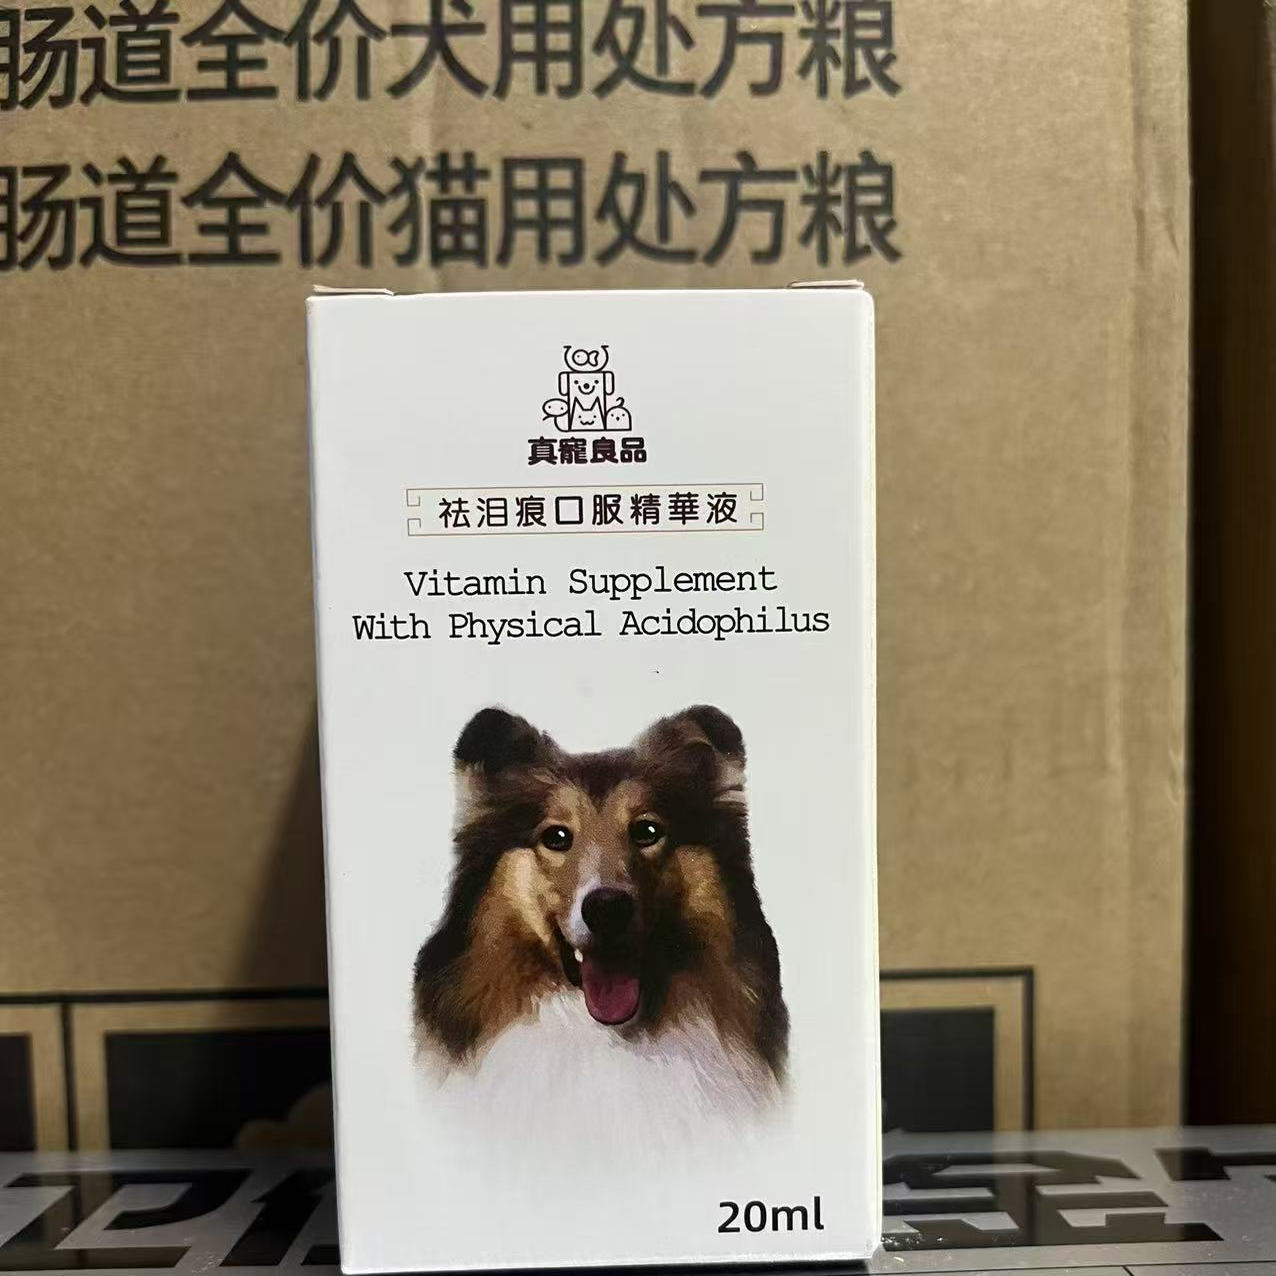 肠道全价犬用处方粮
肠道全价猫用处方粮
真寵良品
祛泪痕口服精華液
Vitamin Supplement
With Physical Acidophilus
20ml